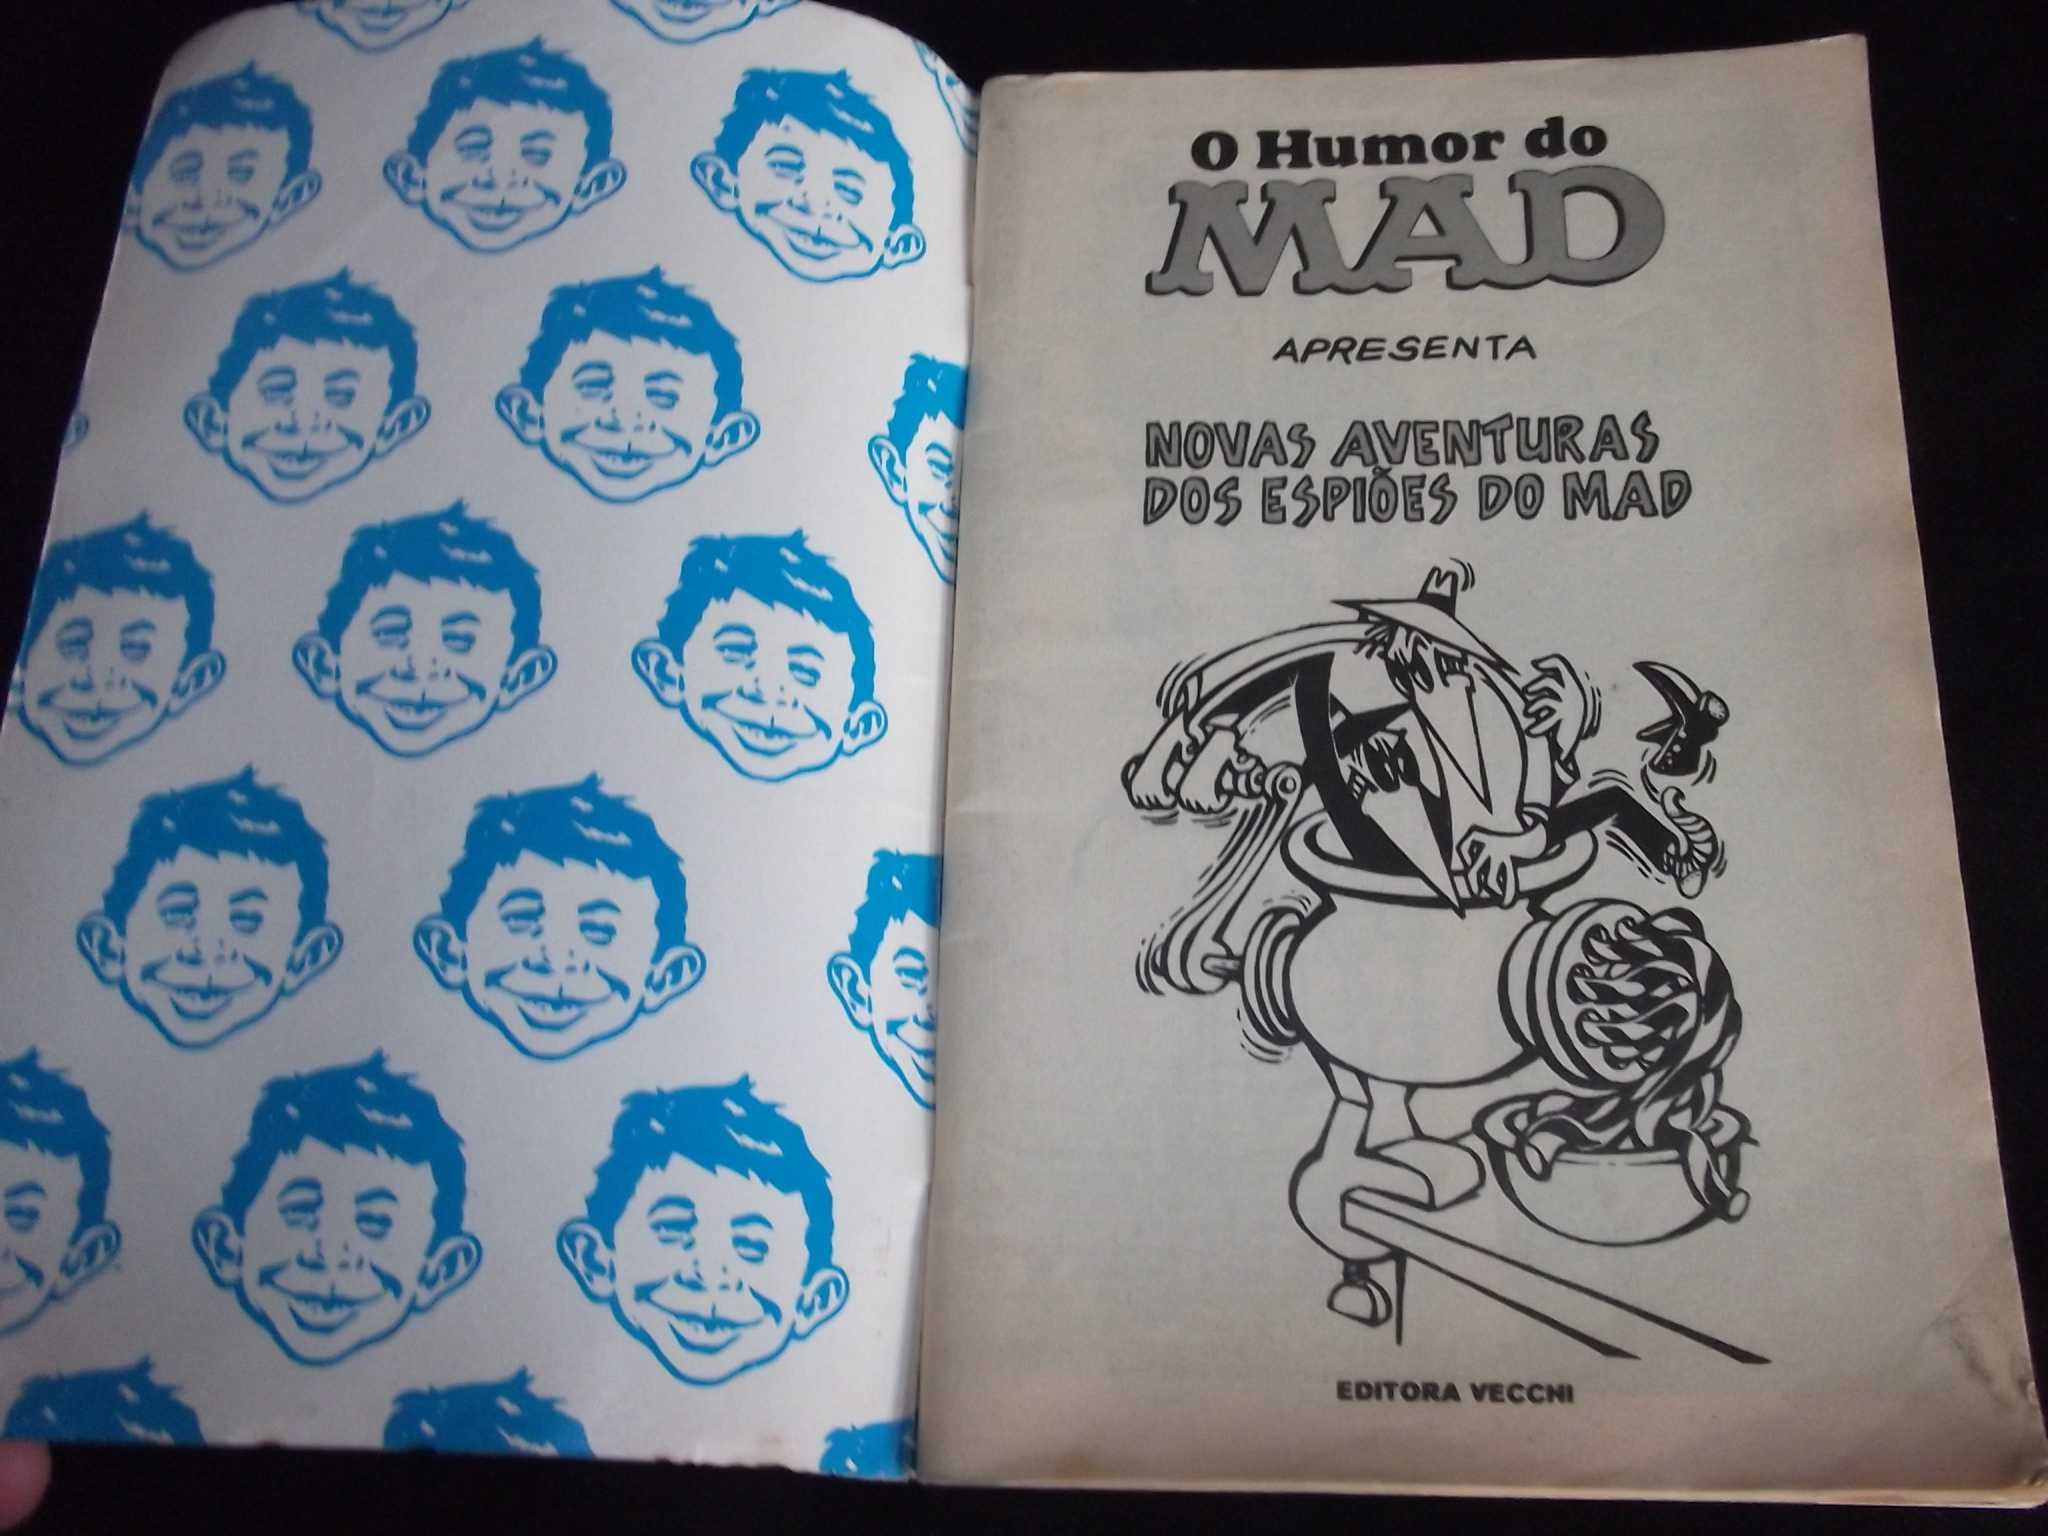 O Humor do
MAD
APRESENTA
NOVAS AVENTURAS
DOS ESPIÕES DO MAD
EDITORA VECCHI